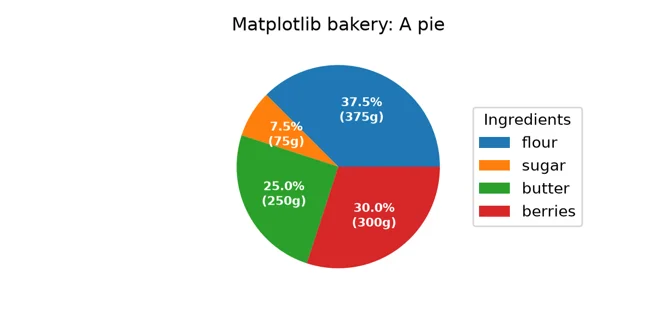 Matplotlib bakery: A pie
37.5%
(375g)
7.5%
(75g)
25.0%
(250g)
30.0%
(300g)
Ingredients
flour
sugar
butter
berries